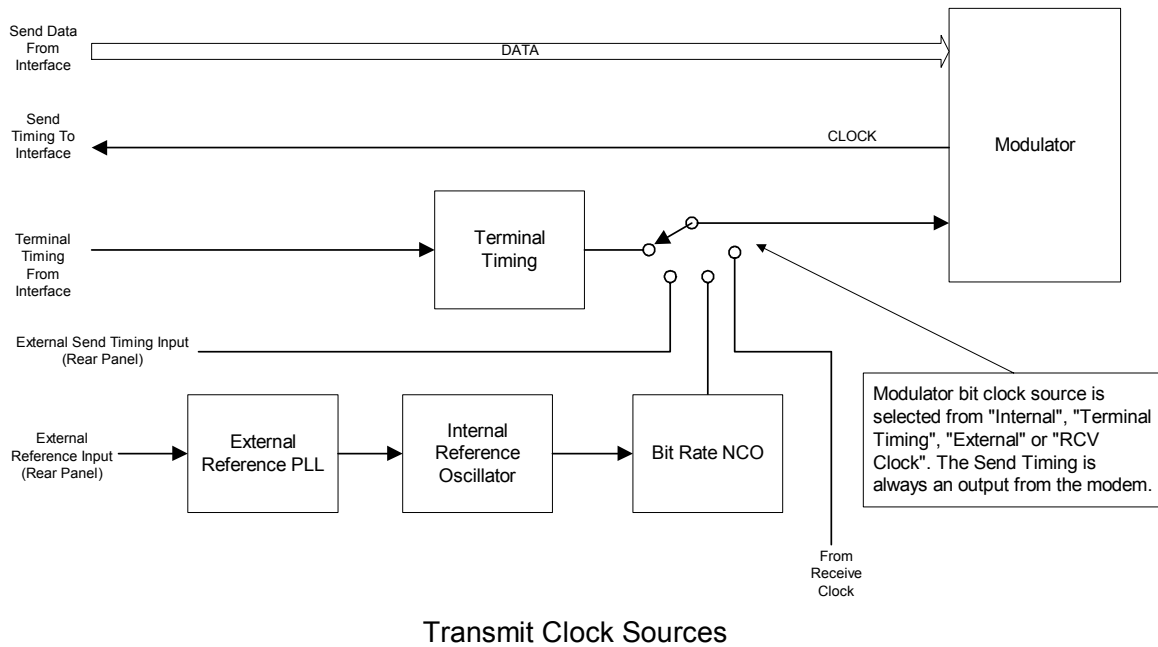 Send Data
From
Interface
DATA
Send
Timing To
Interface
CLOCK
Modulator
Terminal
Timing
From
Interface
Terminal
Timing
External Send Timing Input
(Rear Panel)
External
Reference Input
(Rear Panel)
External
Reference PLL
Internal
Reference
Oscillator
Bit Rate NCO
Modulator bit clock source is
selected from "Internal", "Terminal
Timing", "External" or "RCV
Clock". The Send Timing is
always an output from the modem.
From
Receive
Clock
Transmit Clock Sources